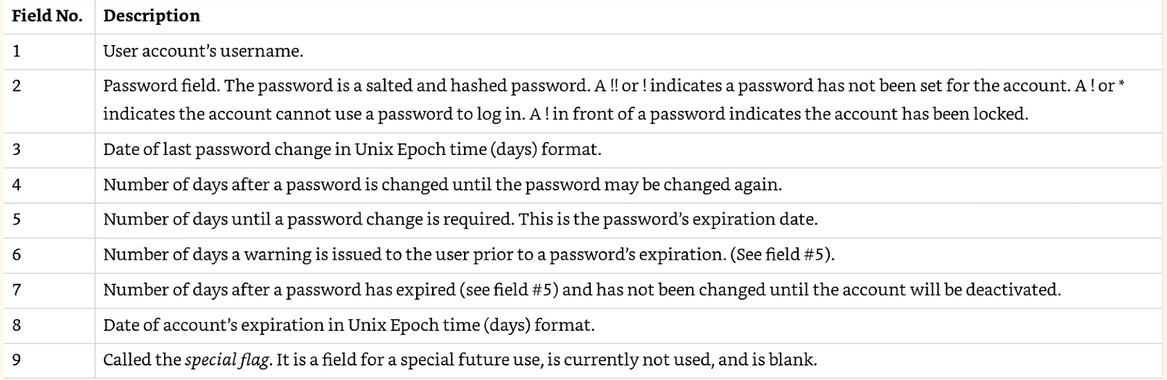 Field No. Description
1 User account’s username.
2 Password field. The password is a salted and hashed password. A !! or ! indicates a password has not been set for the account. A ! or *
indicates the account cannot use a password to log in. A ! in front of a password indicates the account has been locked.
3 Date of last password change in Unix Epoch time (days) format.
4 Number of days after a password is changed until the password may be changed again.
5 Number of days until a password change is required. This is the password’s expiration date.
6 Number of days a warning is issued to the user prior to a password’s expiration. (See field #5).
7 Number of days after a password has expired (see field #5) and has not been changed until the account will be deactivated.
8 Date of account’s expiration in Unix Epoch time (days) format.
9 Called the special flag. It is a field for a special future use, is currently not used, and is blank.